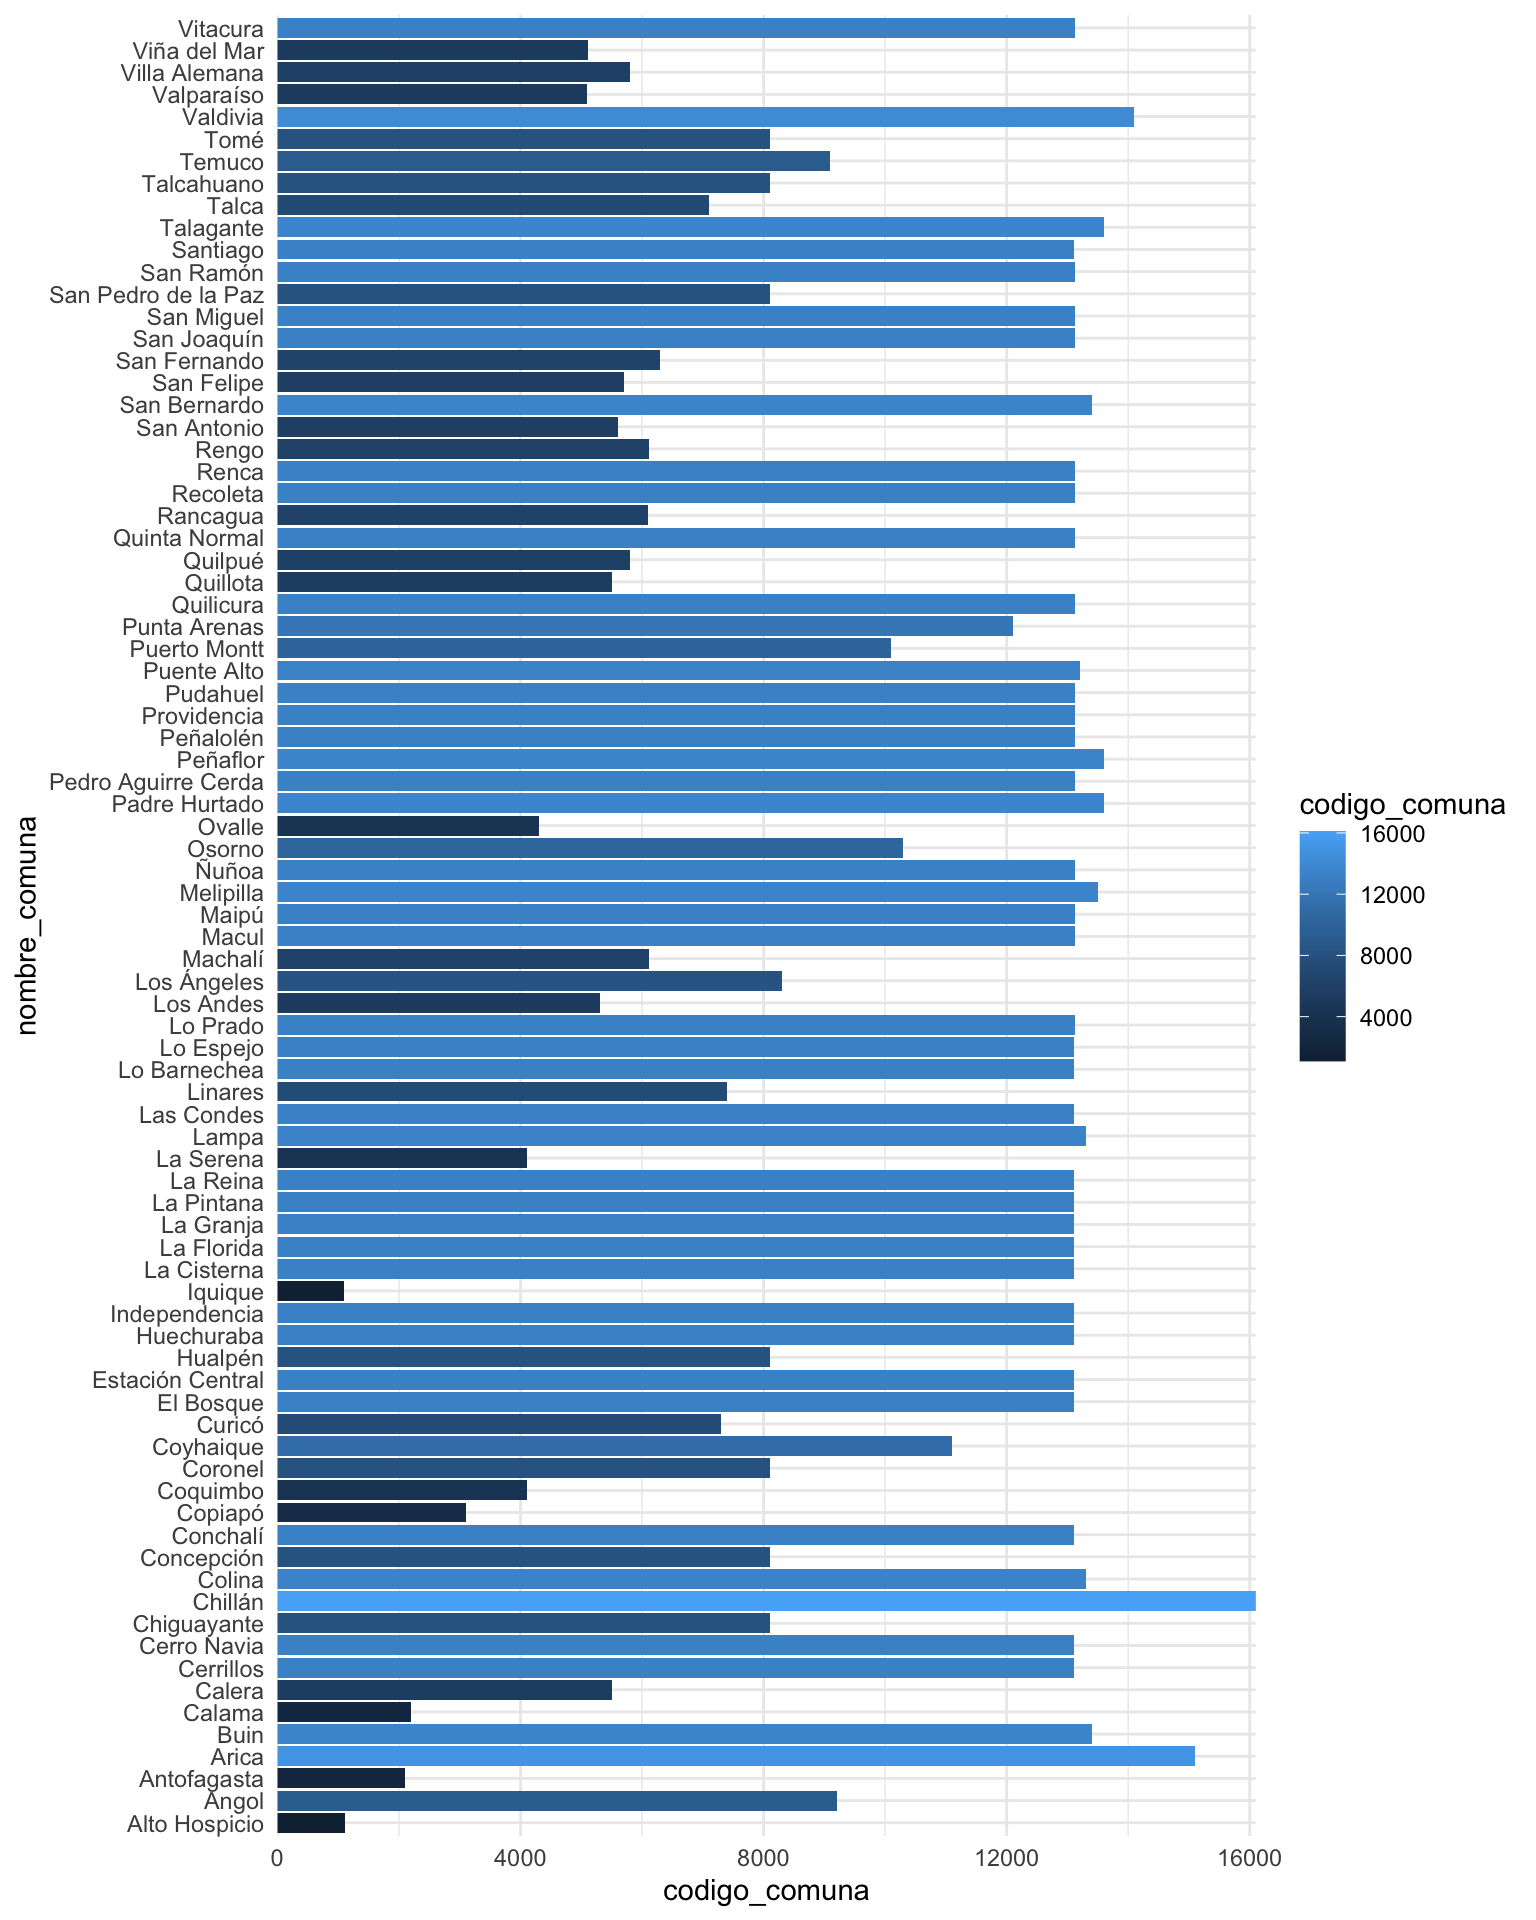 Vitacura
Viña del Mar
Villa Alemana
Valparaíso
Valdivia
Tomé
Temuco
Talcahuano
Talca
Talagante
Santiago
San Ramón
San Pedro de la Paz
San Miguel
San Joaquín
San Fernando
San Felipe
San Bernardo
San Antonio
Rengo
Renca
Recoleta
Rancagua
Quinta Normal
Quilpué
Quillota
Quilicura
Punta Arenas
Puerto Montt
Puente Alto
Pudahuel
Providencia
Peñalolén
Peñaflor
Pedro Aguirre Cerda
Padre Hurtado
Ovalle
Osorno
Ñuñoa
Melipilla
Maipú
Macul
Machalí
Los Ángeles
Los Andes
Lo Prado
Lo Espejo
Lo Barnechea
Linares
Las Condes
Lampa
La Serena
La Reina
La Pintana
La Granja
La Florida
La Cisterna
Iquique
Independencia
Huechuraba
Hualpén
Estación Central
El Bosque
Curicó
Coyhaique
Coronel
Coquimbo
Copiapó
Conchalí
Concepción
Colina
Chillán
Chiguayante
Cerro Navia
Cerrillos
Calera
Calama
Buin
Arica
Antofagasta
Angol
Alto Hospicio
nombre_comuna
0 4000 8000 12000 16000
codigo_comuna
codigo_comuna
16000
12000
8000
4000